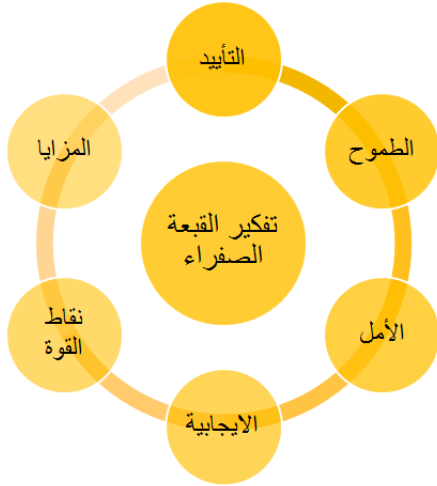 التأييد
الطموح
المزايا
تفكير القبعة
الصفراء
الأمل
نقاط
القوة
الايجابية